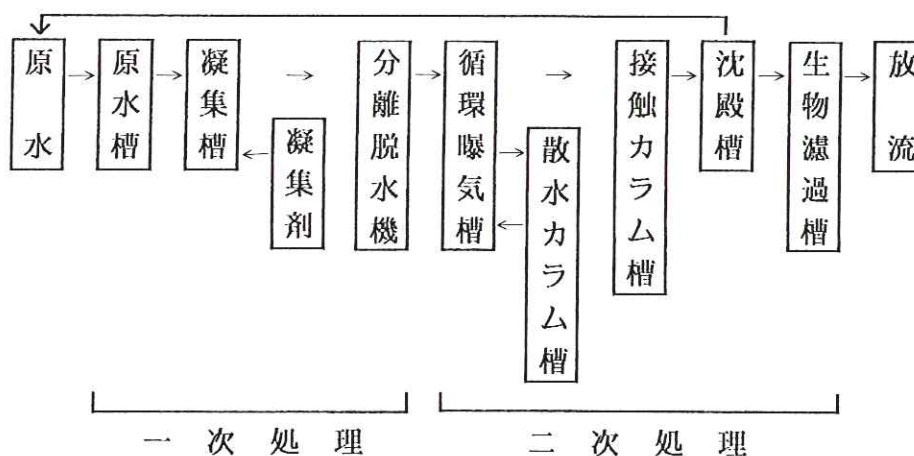 原水
原水槽
凝集槽
凝集剤
分離脱水機
循環曝気槽
散水カラム槽
接触カラム槽
沈殿槽
生物濾過槽
放流
一次処理
二次処理